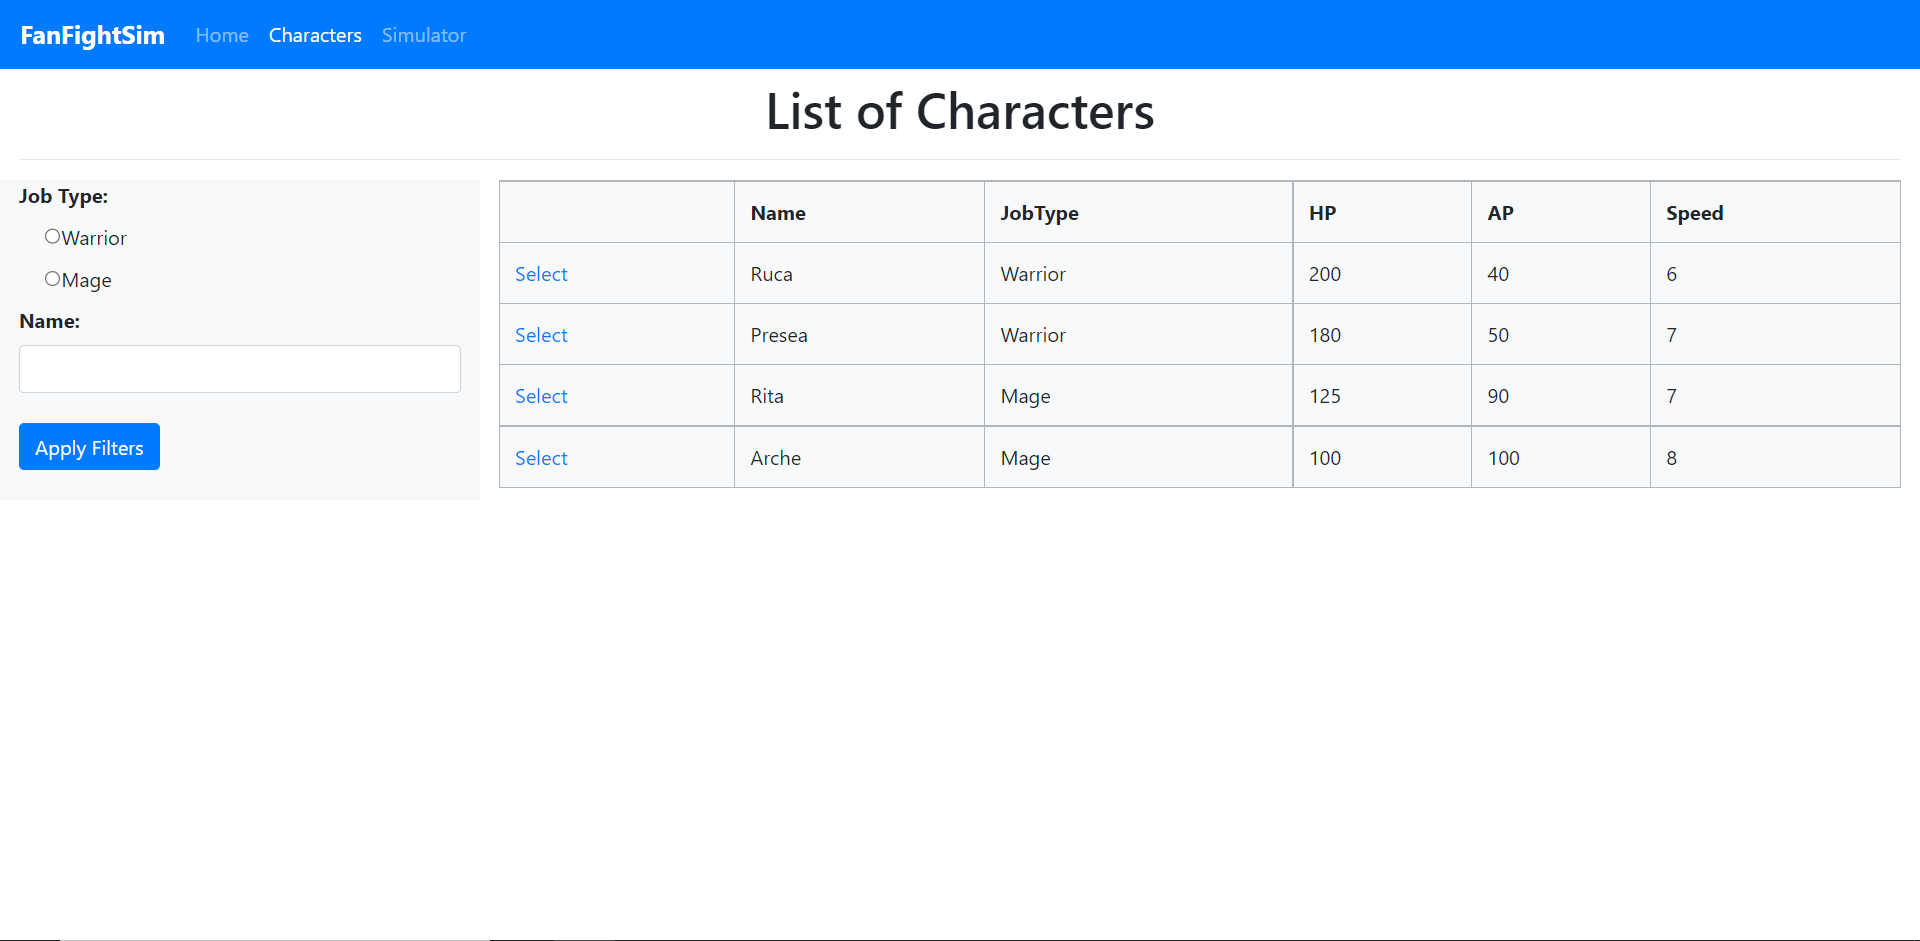 FanFightSim Home Characters Simulator
List of Characters
Job Type:
Warrior
Mage
Name:
Apply Filters
Name JobType HP AP Speed
Select Ruca Warrior 200 40 6
Select Presea Warrior 180 50 7
Select Rita Mage 125 90 7
Select Arche Mage 100 100 8